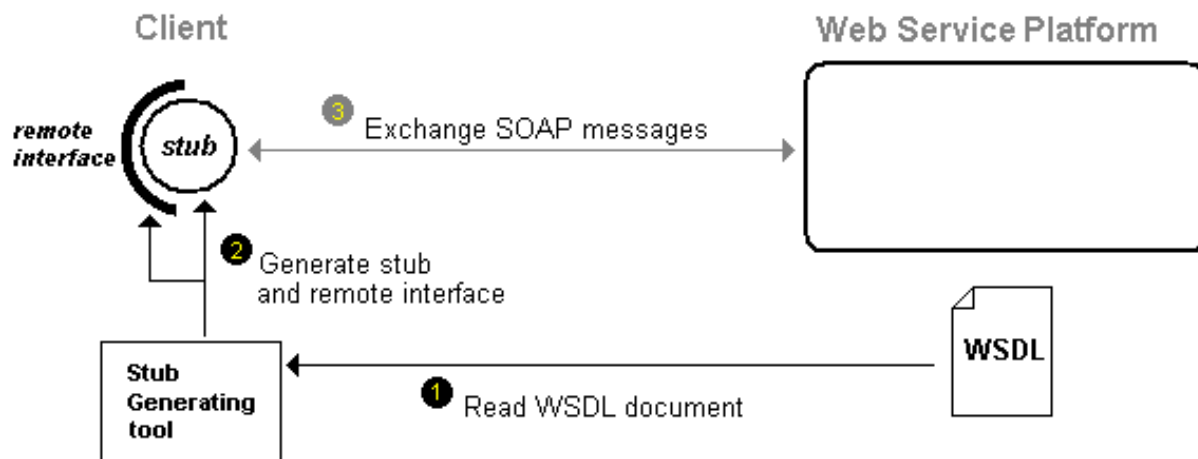 Client
Web Service Platform
3
Exchange SOAP messages
remote
interface
stub
2
Generate stub
and remote interface
WSDL
Stub
Generating
tool
1
Read WSDL document